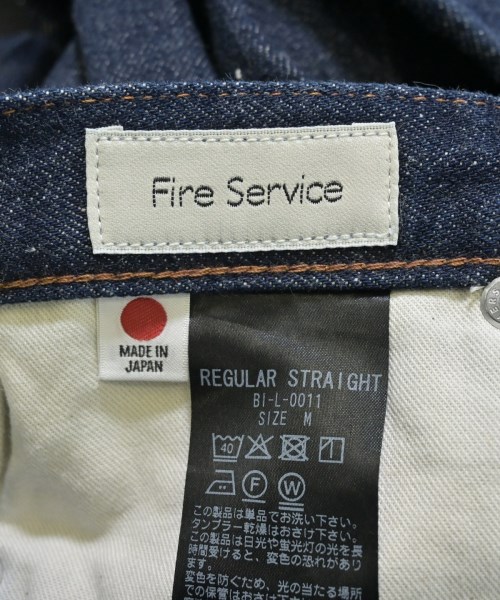 Fire Service
MADE IN
JAPAN
REGULAR STRAIGHT
BI-L-0011
SIZE M
40
F W
この製品は単品でお洗い下さい。
タンブラー乾燥はおさけ下さい。
この製品は日光や蛍光灯の光を長
時間受けると、変色の恐れがあり
ます。
変色を防ぐため、光の当たる場所
での保管はおさけ